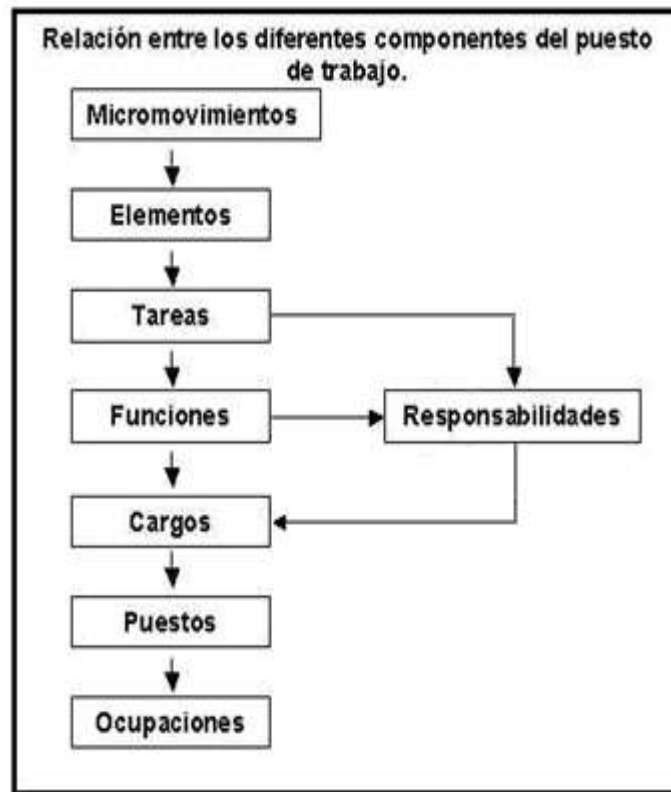 Relación entre los diferentes componentes del puesto
de trabajo.
Micromovimientos
Elementos
Tareas
Funciones
Responsabilidades
Cargos
Puestos
Ocupaciones